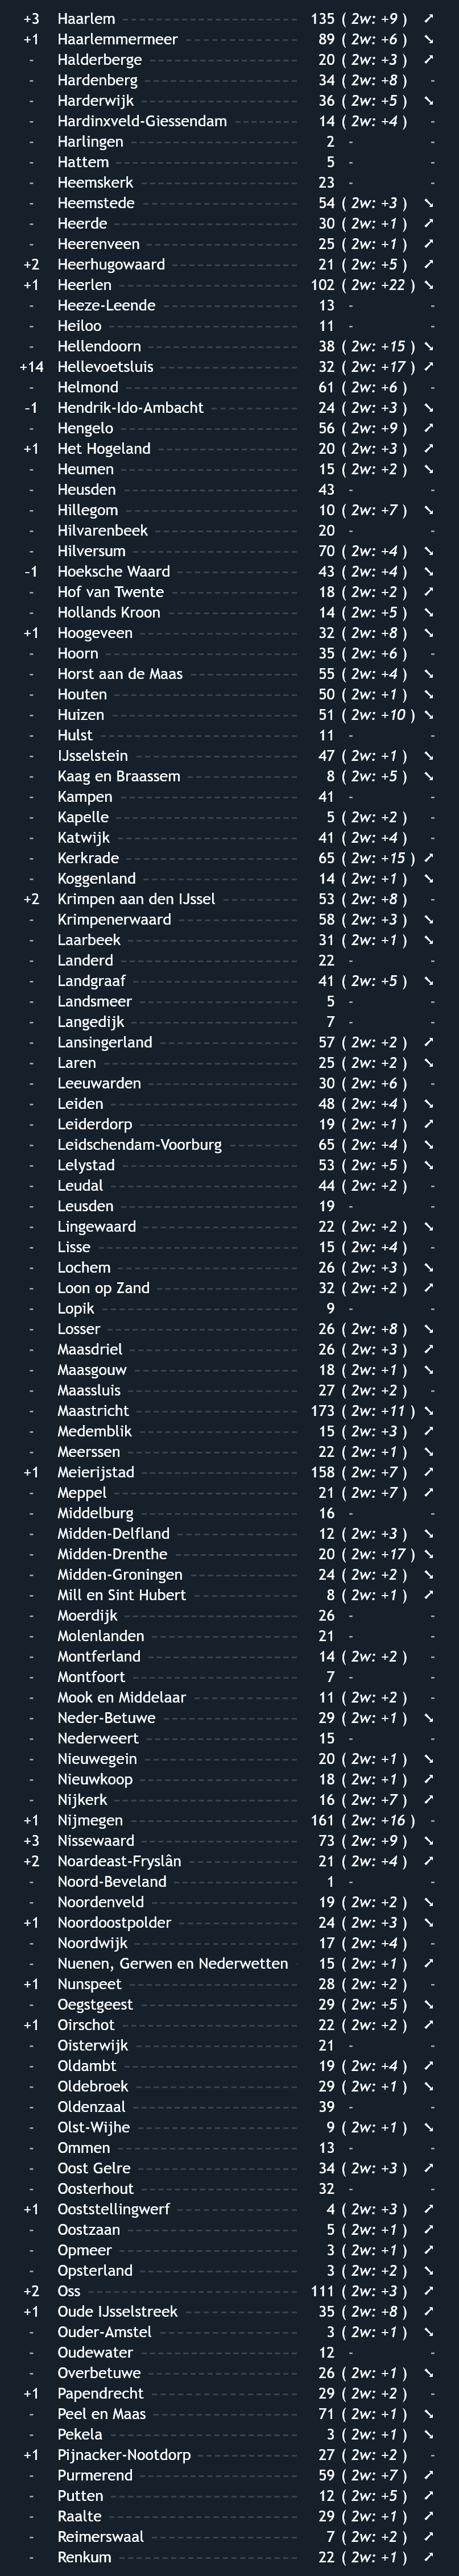 +3 Haarlem 135 ( 2w: +9 ) ↗
+1 Haarlemmermeer 89 ( 2w: +6 ) ↘
- Halderberge 20 ( 2w: +3 ) ↗
- Hardenberg 34 ( 2w: +8 ) -
- Harderwijk 36 ( 2w: +5 ) ↘
- Hardinxveld-Giessendam 14 ( 2w: +4 ) -
- Harlingen 2 - -
- Hattem 5 - -
- Heemskerk 23 - -
- Heemstede 54 ( 2w: +3 ) ↘
- Heerde 30 ( 2w: +1 ) ↗
- Heerenveen 25 ( 2w: +1 ) ↗
+2 Heerhugowaard 21 ( 2w: +5 ) ↗
+1 Heerlen 102 ( 2w: +22 ) ↘
- Heeze-Leende 13 - -
- Heiloo 11 - -
- Hellendoorn 38 ( 2w: +15 ) ↘
+14 Hellevoetsluis 32 ( 2w: +17 ) ↗
- Helmond 61 ( 2w: +6 ) -
-1 Hendrik-Ido-Ambacht 24 ( 2w: +3 ) ↘
- Hengelo 56 ( 2w: +9 ) ↗
+1 Het Hogeland 20 ( 2w: +3 ) ↗
- Heumen 15 ( 2w: +2 ) ↘
- Heusden 43 - -
- Hillegom 10 ( 2w: +7 ) ↘
- Hilvarenbeek 20 - -
- Hilversum 70 ( 2w: +4 ) ↘
-1 Hoeksche Waard 43 ( 2w: +4 ) ↘
- Hof van Twente 18 ( 2w: +2 ) ↗
- Hollands Kroon 14 ( 2w: +5 ) ↘
+1 Hoogeveen 32 ( 2w: +8 ) ↘
- Hoorn 35 ( 2w: +6 ) -
- Horst aan de Maas 55 ( 2w: +4 ) ↘
- Houten 50 ( 2w: +1 ) ↘
- Huizen 51 ( 2w: +10 ) ↘
- Hulst 11 - -
- IJsselstein 47 ( 2w: +1 ) ↘
- Kaag en Braassem 8 ( 2w: +5 ) ↘
- Kampen 41 - -
- Kapelle 5 ( 2w: +2 ) -
- Katwijk 41 ( 2w: +4 ) -
- Kerkrade 65 ( 2w: +15 ) ↗
- Koggenland 14 ( 2w: +1 ) ↘
+2 Krimpen aan den IJssel 53 ( 2w: +8 ) -
- Krimpenerwaard 58 ( 2w: +3 ) ↘
- Laarbeek 31 ( 2w: +1 ) ↘
- Landerd 22 - -
- Landgraaf 41 ( 2w: +5 ) ↘
- Landsmeer 5 - -
- Langedijk 7 - -
- Lansingerland 57 ( 2w: +2 ) ↗
- Laren 25 ( 2w: +2 ) ↘
- Leeuwarden 30 ( 2w: +6 ) -
- Leiden 48 ( 2w: +4 ) ↘
- Leiderdorp 19 ( 2w: +1 ) ↗
- Leidschendam-Voorburg 65 ( 2w: +4 ) ↘
- Lelystad 53 ( 2w: +5 ) ↘
- Leudal 44 ( 2w: +2 ) -
- Leusden 19 - -
- Lingewaard 22 ( 2w: +2 ) ↘
- Lisse 15 ( 2w: +4 ) -
- Lochem 26 ( 2w: +3 ) ↘
- Loon op Zand 32 ( 2w: +2 ) ↗
- Lopik 9 - -
- Losser 26 ( 2w: +8 ) ↘
- Maasdriel 26 ( 2w: +3 ) ↗
- Maasgouw 18 ( 2w: +1 ) ↘
- Maassluis 27 ( 2w: +2 ) -
- Maastricht 173 ( 2w: +11 ) ↘
- Medemblik 15 ( 2w: +3 ) ↗
- Meerssen 22 ( 2w: +1 ) ↘
+1 Meierijstad 158 ( 2w: +7 ) ↗
- Meppel 21 ( 2w: +7 ) ↗
- Middelburg 16 - -
- Midden-Delfland 12 ( 2w: +3 ) ↘
- Midden-Drenthe 20 ( 2w: +17 ) ↘
- Midden-Groningen 24 ( 2w: +2 ) ↘
- Mill en Sint Hubert 8 ( 2w: +1 ) ↗
- Moerdijk 26 - -
- Molenlanden 21 - -
- Montferland 14 ( 2w: +2 ) -
- Montfoort 7 - -
- Mook en Middelaar 11 ( 2w: +2 ) -
- Neder-Betuwe 29 ( 2w: +1 ) ↘
- Nederweert 15 - -
- Nieuwegein 20 ( 2w: +1 ) ↘
- Nieuwkoop 18 ( 2w: +1 ) ↗
- Nijkerk 16 ( 2w: +7 ) ↗
+1 Nijmegen 161 ( 2w: +16 ) -
+3 Nissewaard 73 ( 2w: +9 ) ↘
+2 Noardeast-Fryslân 21 ( 2w: +4 ) ↗
- Noord-Beveland 1 - -
- Noordenveld 19 ( 2w: +2 ) ↘
+1 Noordoostpolder 24 ( 2w: +3 ) ↘
- Noordwijk 17 ( 2w: +4 ) -
- Nuenen, Gerwen en Nederwetten 15 ( 2w: +1 ) ↗
+1 Nunspeet 28 ( 2w: +2 ) -
- Oegstgeest 29 ( 2w: +5 ) ↘
+1 Oirschot 22 ( 2w: +2 ) ↗
- Oisterwijk 21 - -
- Oldambt 19 ( 2w: +4 ) ↗
- Oldebroek 29 ( 2w: +1 ) ↘
- Oldenzaal 39 - -
- Olst-Wijhe 9 ( 2w: +1 ) ↘
- Ommen 13 - -
- Oost Gelre 34 ( 2w: +3 ) ↗
- Oosterhout 32 - -
+1 Ooststellingwerf 4 ( 2w: +3 ) ↗
- Oostzaan 5 ( 2w: +1 ) ↗
- Opmeer 3 ( 2w: +1 ) ↗
- Opsterland 3 ( 2w: +2 ) ↘
+2 Oss 111 ( 2w: +3 ) ↗
+1 Oude IJsselstreek 35 ( 2w: +8 ) ↗
- Ouder-Amstel 3 ( 2w: +1 ) ↘
- Oudewater 12 - -
- Overbetuwe 26 ( 2w: +1 ) ↘
+1 Papendrecht 29 ( 2w: +2 ) -
- Peel en Maas 71 ( 2w: +1 ) ↘
- Pekela 3 ( 2w: +1 ) ↘
+1 Pijnacker-Nootdorp 27 ( 2w: +2 ) -
- Purmerend 59 ( 2w: +7 ) ↗
- Putten 12 ( 2w: +5 ) ↗
- Raalte 29 ( 2w: +1 ) ↗
- Reimerswaal 7 ( 2w: +2 ) ↗
- Renkum 22 ( 2w: +1 ) ↗